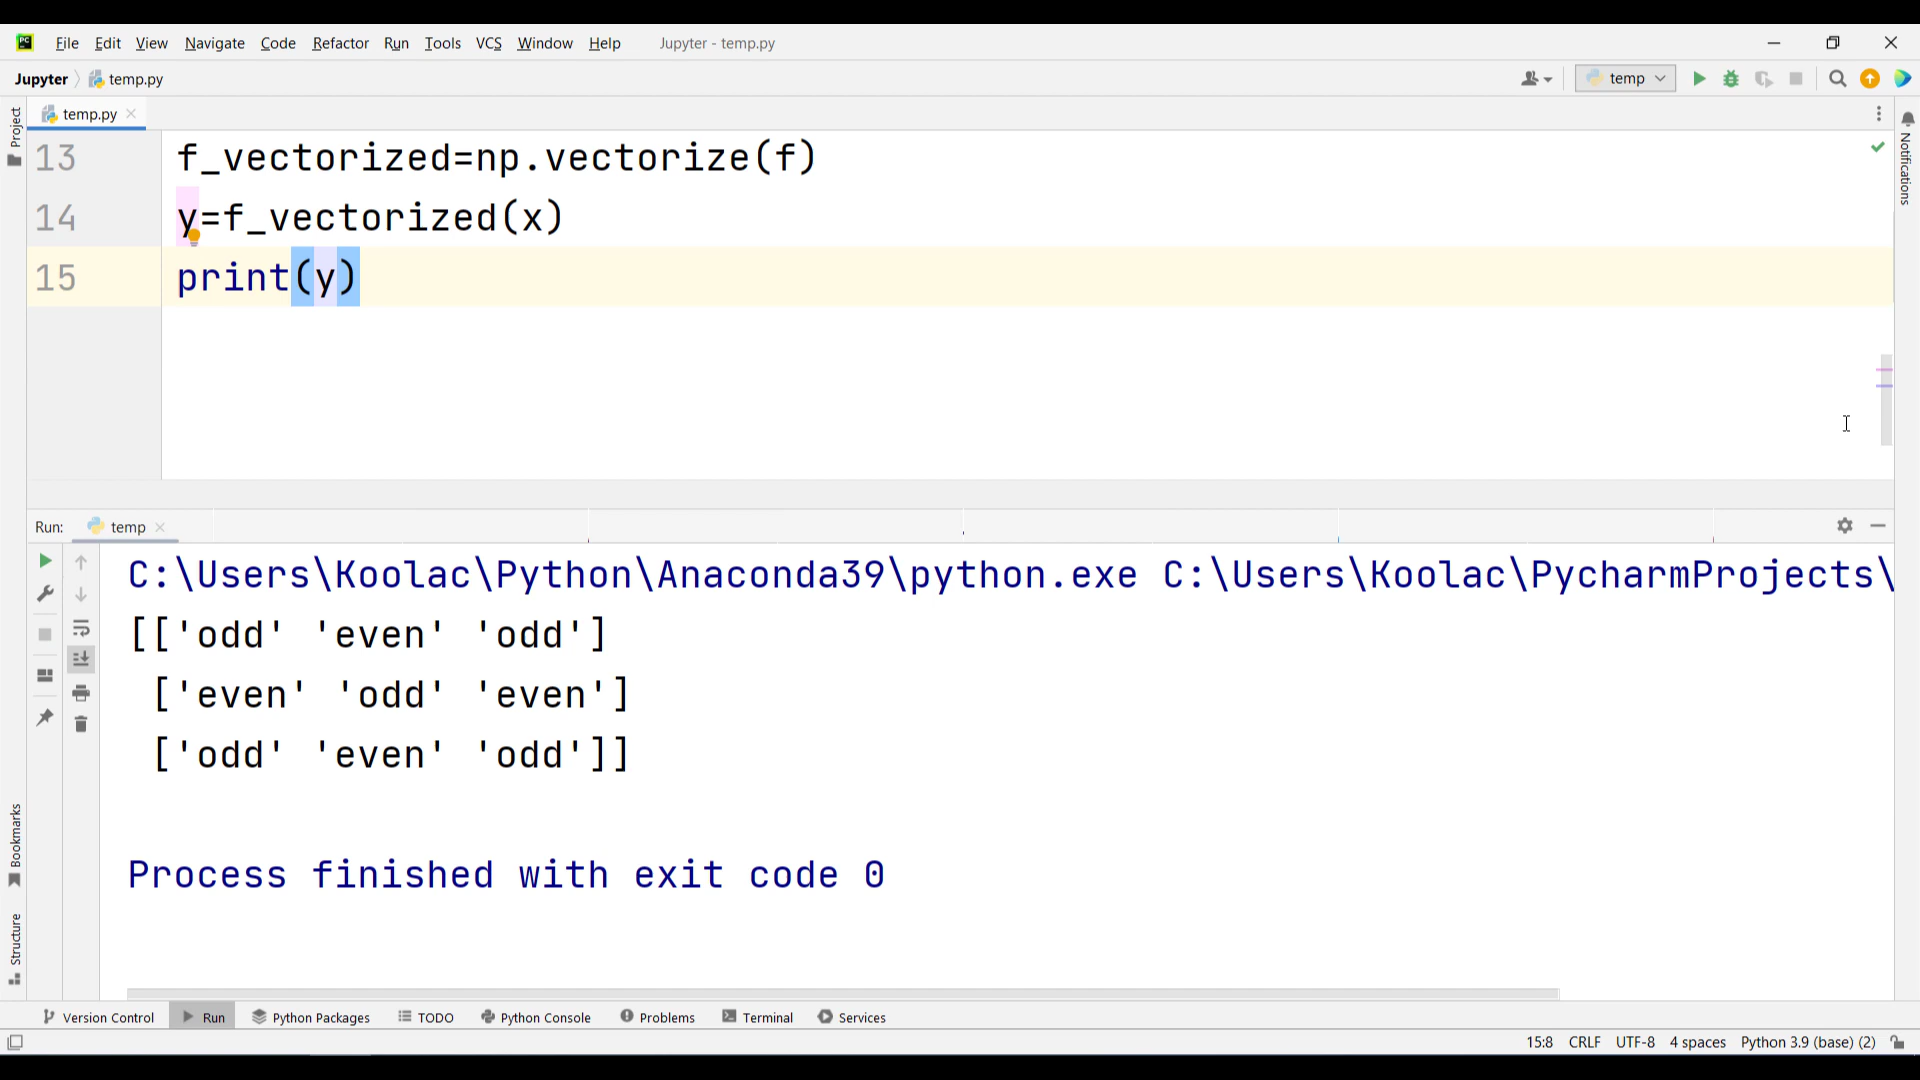 PC File Edit View Navigate Code Refactor Run Tools VCS Window Help Jupyter - temp.py
Jupyter temp.py temp
Project
temp.py
Notifications
13 f_vectorized=np.vectorize(f)
14 y=f_vectorized(x)
15 print(y)
Run: temp
C:\Users\Koolac\Python\Anaconda39\python.exe C:\Users\Koolac\PycharmProjects\
[['odd' 'even' 'odd']
['even' 'odd' 'even']
['odd' 'even' 'odd']]
Process finished with exit code 0
Bookmarks
Structure
Version Control Run Python Packages TODO Python Console Problems Terminal Services
15:8 CRLF UTF-8 4 spaces Python 3.9 (base) (2)